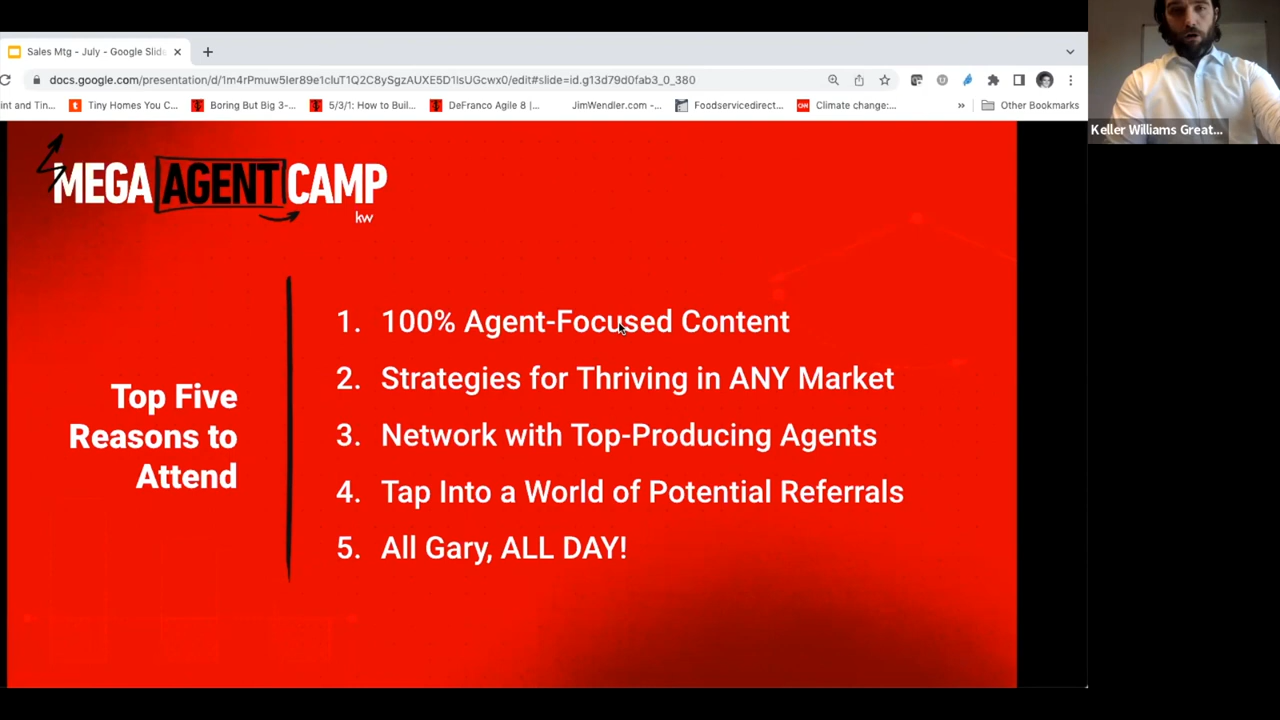 Sales Mtg - July - Google Slid
docs.google.com/presentation/d/1m4rPmuw5Ier89e1cluT1Q2C8ySgzAUXE5D1lsUGcwx0/edit#slide=id.g13d79d0fab3_0_380
int and Tin...
Tiny Homes You C...
Boring But Big 3-...
5/3/1: How to Buil...
DeFranco Agile 8 |...
JimWendler.com -...
Foodservicedirect...
Climate change:...
Other Bookmarks
Keller Williams Great...
MEGA AGENT CAMP
kw
Top Five
Reasons to
Attend
1. 100% Agent-Focused Content
2. Strategies for Thriving in ANY Market
3. Network with Top-Producing Agents
4. Tap Into a World of Potential Referrals
5. All Gary, ALL DAY!